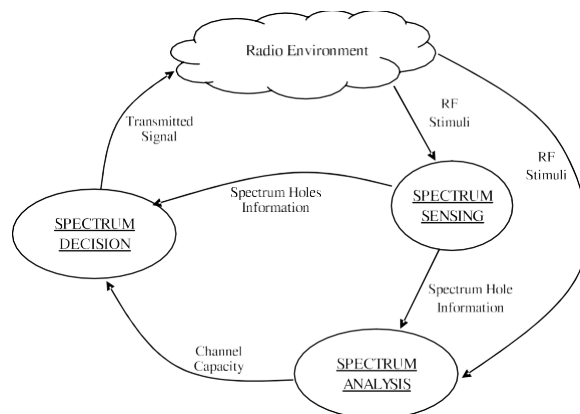 Radio Environment
RF
Stimuli
Transmitted
Signal
RF
Stimuli
Spectrum Holes
Information
SPECTRUM
SENSING
SPECTRUM
DECISION
Spectrum Hole
Information
Channel
Capacity
SPECTRUM
ANALYSIS